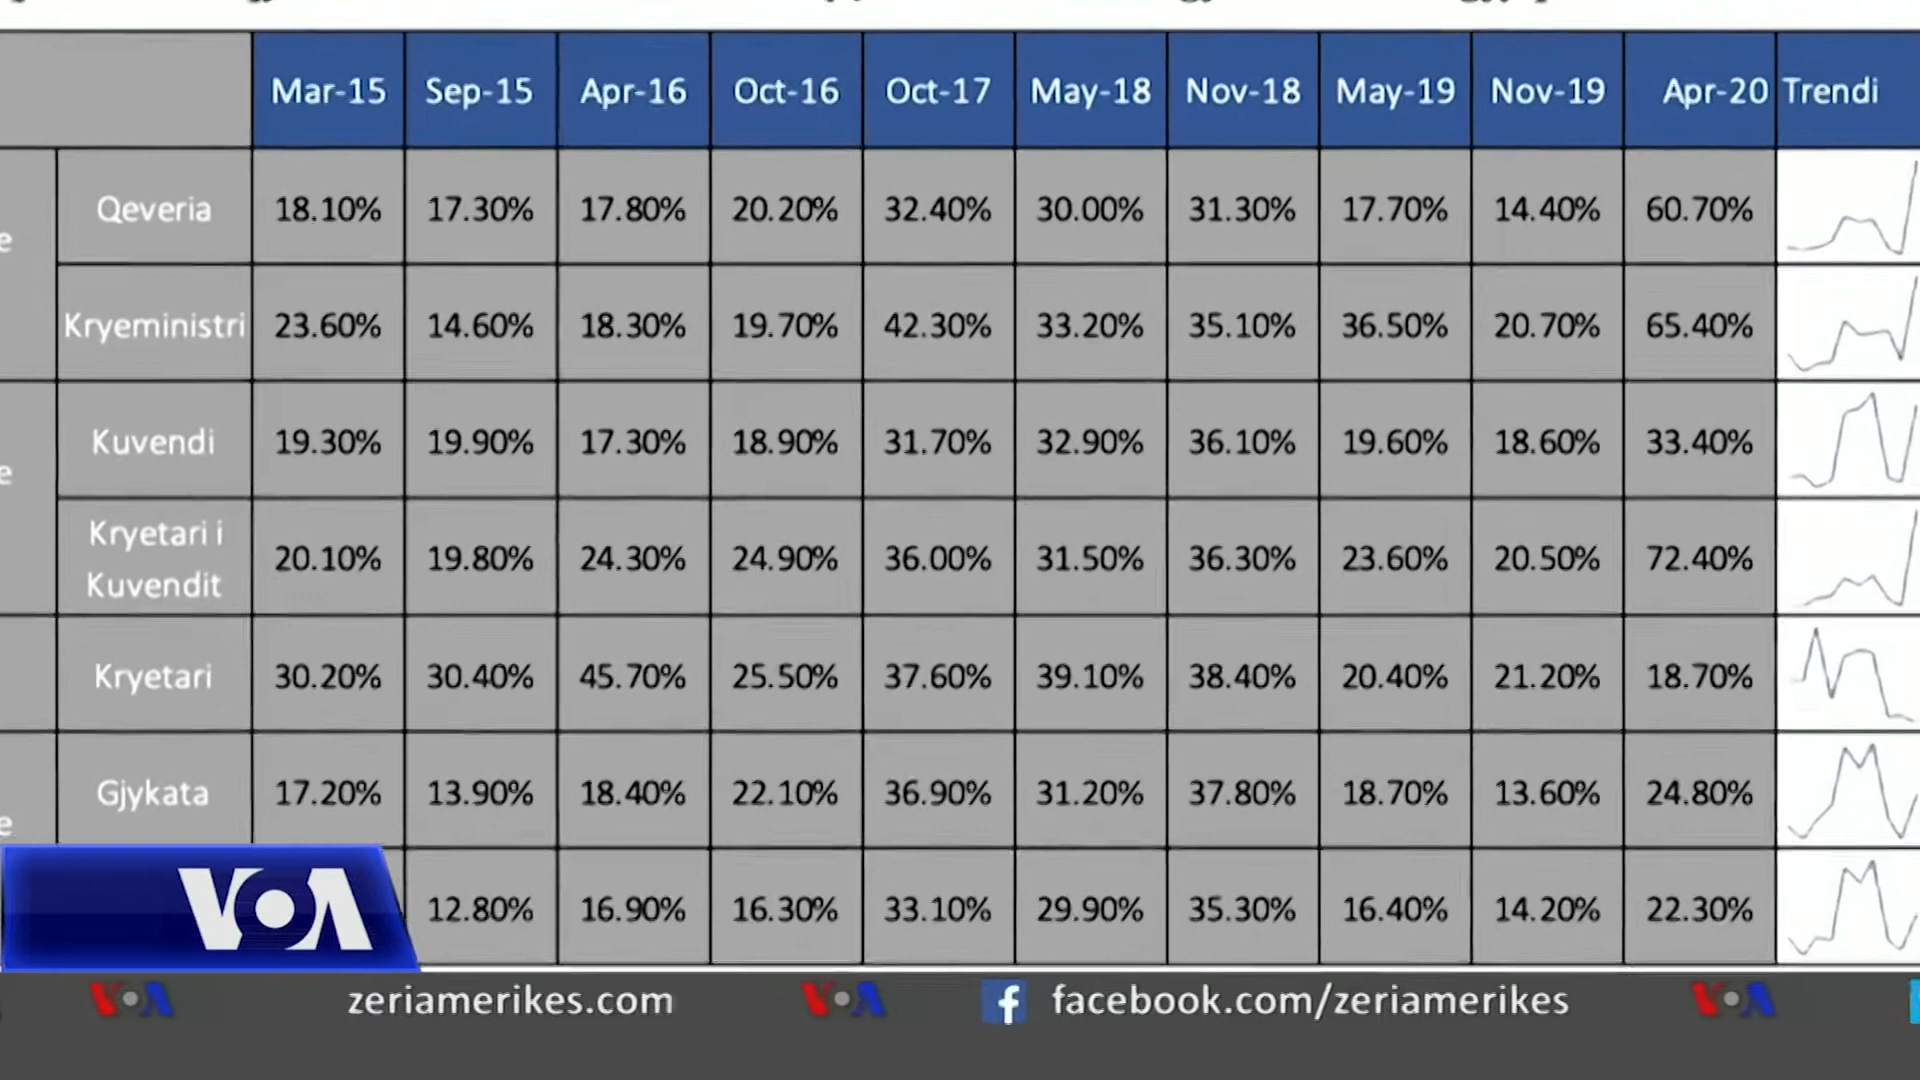 Mar-15 Sep-15 Apr-16 Oct-16 Oct-17 May-18 Nov-18 May-19 Nov-19 Apr-20 Trendi
Qeveria 18.10% 17.30% 17.80% 20.20% 32.40% 30.00% 31.30% 17.70% 14.40% 60.70%
Kryeministri 23.60% 14.60% 18.30% 19.70% 42.30% 33.20% 35.10% 36.50% 20.70% 65.40%
Kuvendi 19.30% 19.90% 17.30% 18.90% 31.70% 32.90% 36.10% 19.60% 18.60% 33.40%
Kryetari i
Kuvendit 20.10% 19.80% 24.30% 24.90% 36.00% 31.50% 36.30% 23.60% 20.50% 72.40%
Kryetari 30.20% 30.40% 45.70% 25.50% 37.60% 39.10% 38.40% 20.40% 21.20% 18.70%
Gjykata 17.20% 13.90% 18.40% 22.10% 36.90% 31.20% 37.80% 18.70% 13.60% 24.80%
12.80% 16.90% 16.30% 33.10% 29.90% 35.30% 16.40% 14.20% 22.30%
VOA
VOA zeriamerikes.com VOA facebook.com/zeriamerikes VOA